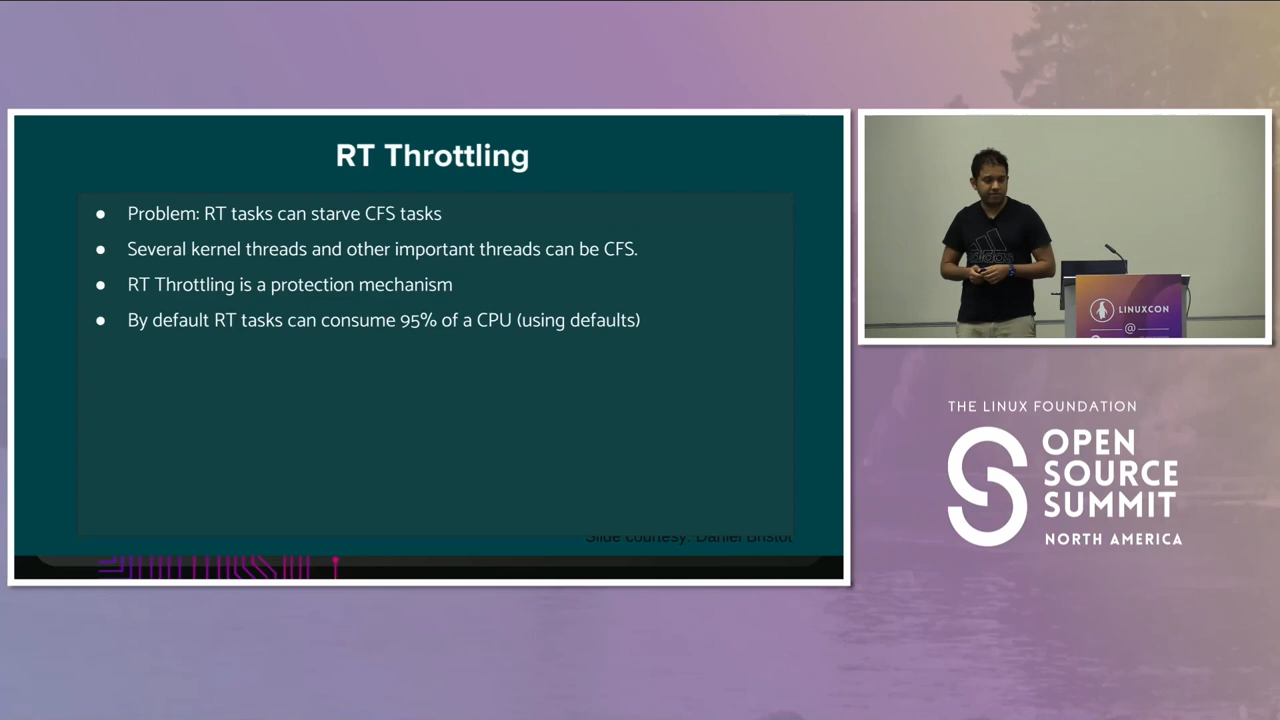 RT Throttling
● Problem: RT tasks can starve CFS tasks
● Several kernel threads and other important threads can be CFS.
● RT Throttling is a protection mechanism
● By default RT tasks can consume 95% of a CPU (using defaults)
Slide courtesy: Daniel Bristot
adidas
LINUXCON
@
THE LINUX FOUNDATION
OPEN
SOURCE
SUMMIT
NORTH AMERICA